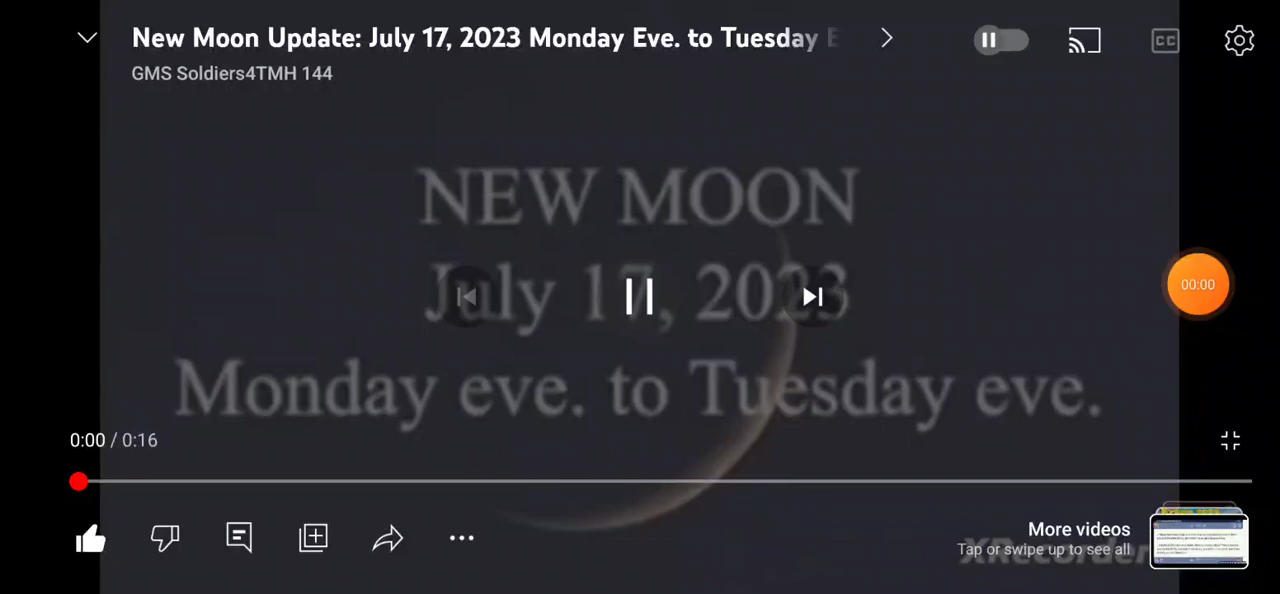 New Moon Update: July 17, 2023 Monday Eve. to Tuesday E
GMS Soldiers4TMH 144
CC
NEW MOON
July 17, 2023
Monday eve. to Tuesday eve.
00:00
0:00 / 0:16
More videos
Tap or swipe up to see all
XRecorder